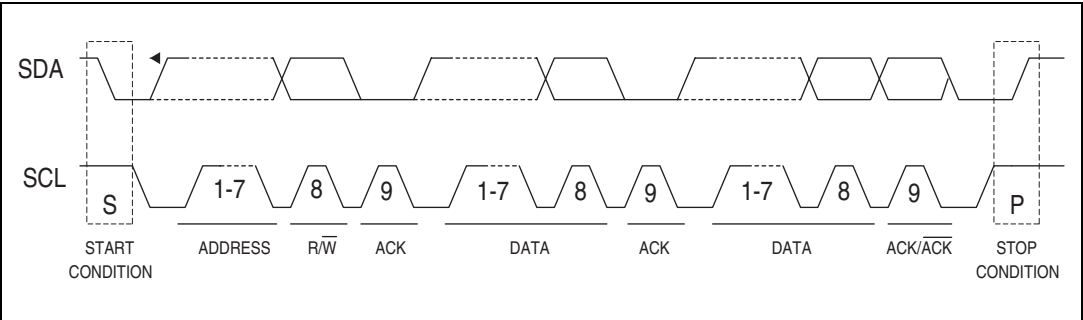 SDA
SCL
S
1-7
8
9
1-7
8
9
1-7
8
9
P
START
CONDITION
ADDRESS
R/W̅
ACK
DATA
ACK
DATA
ACK/A̅C̅K̅
STOP
CONDITION